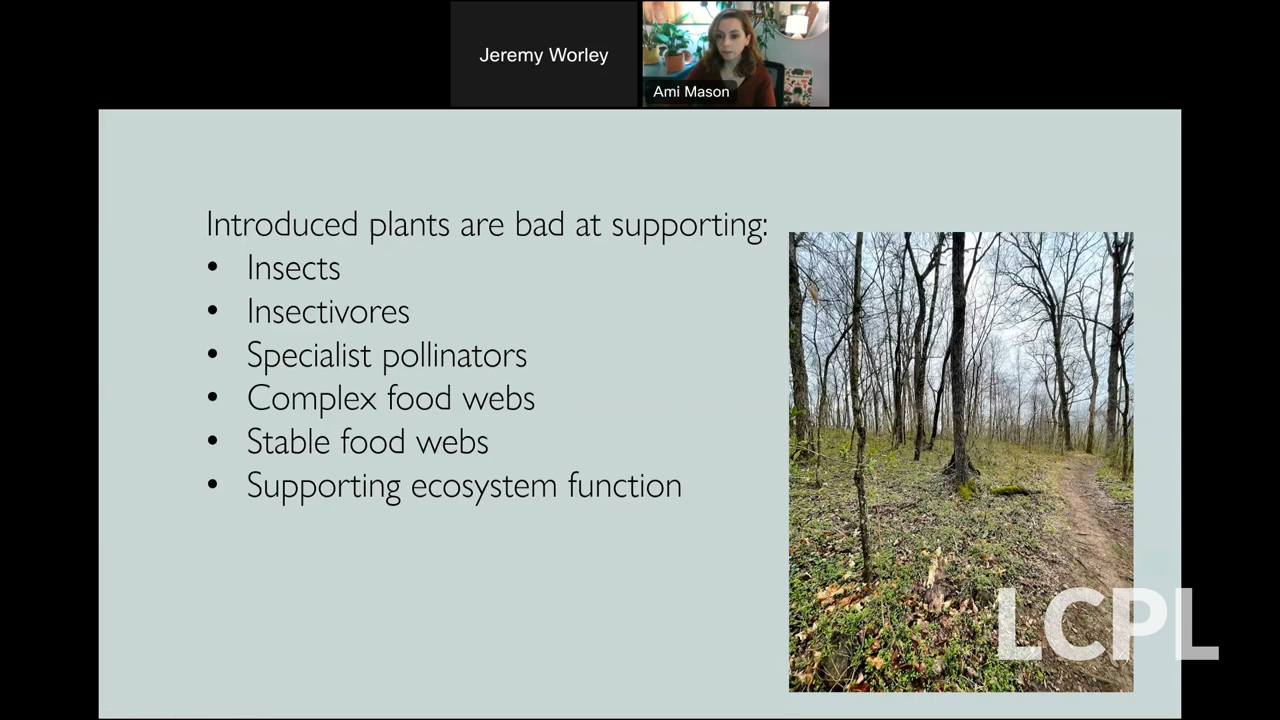 Jeremy Worley
Ami Mason
Introduced plants are bad at supporting:
• Insects
• Insectivores
• Specialist pollinators
• Complex food webs
• Stable food webs
• Supporting ecosystem function
LCPL